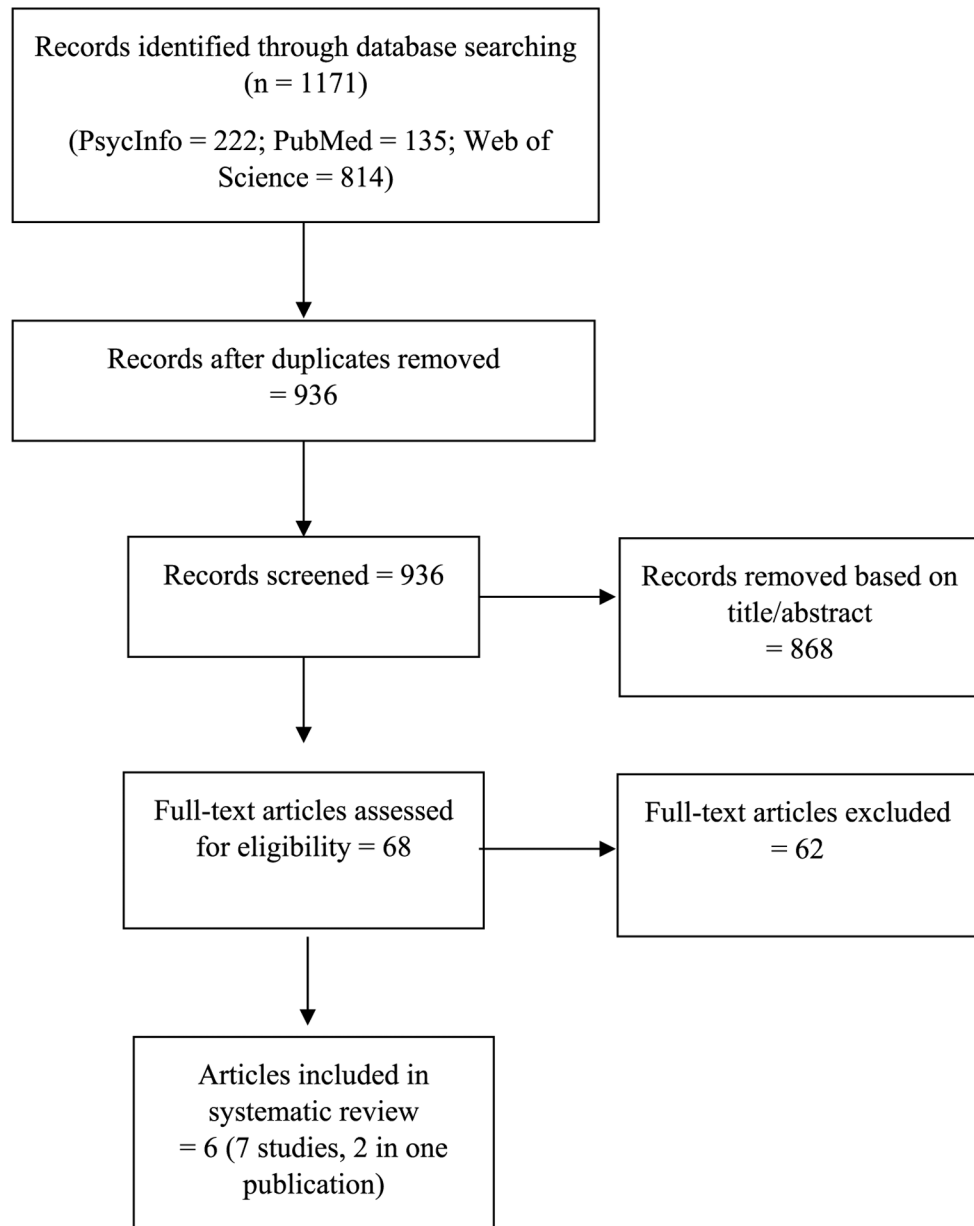 Records identified through database searching
(n = 1171)
(PsycInfo = 222; PubMed = 135; Web of
Science = 814)
Records after duplicates removed
= 936
Records screened = 936
Records removed based on
title/abstract
= 868
Full-text articles assessed
for eligibility = 68
Full-text articles excluded
= 62
Articles included in
systematic review
= 6 (7 studies, 2 in one
publication)